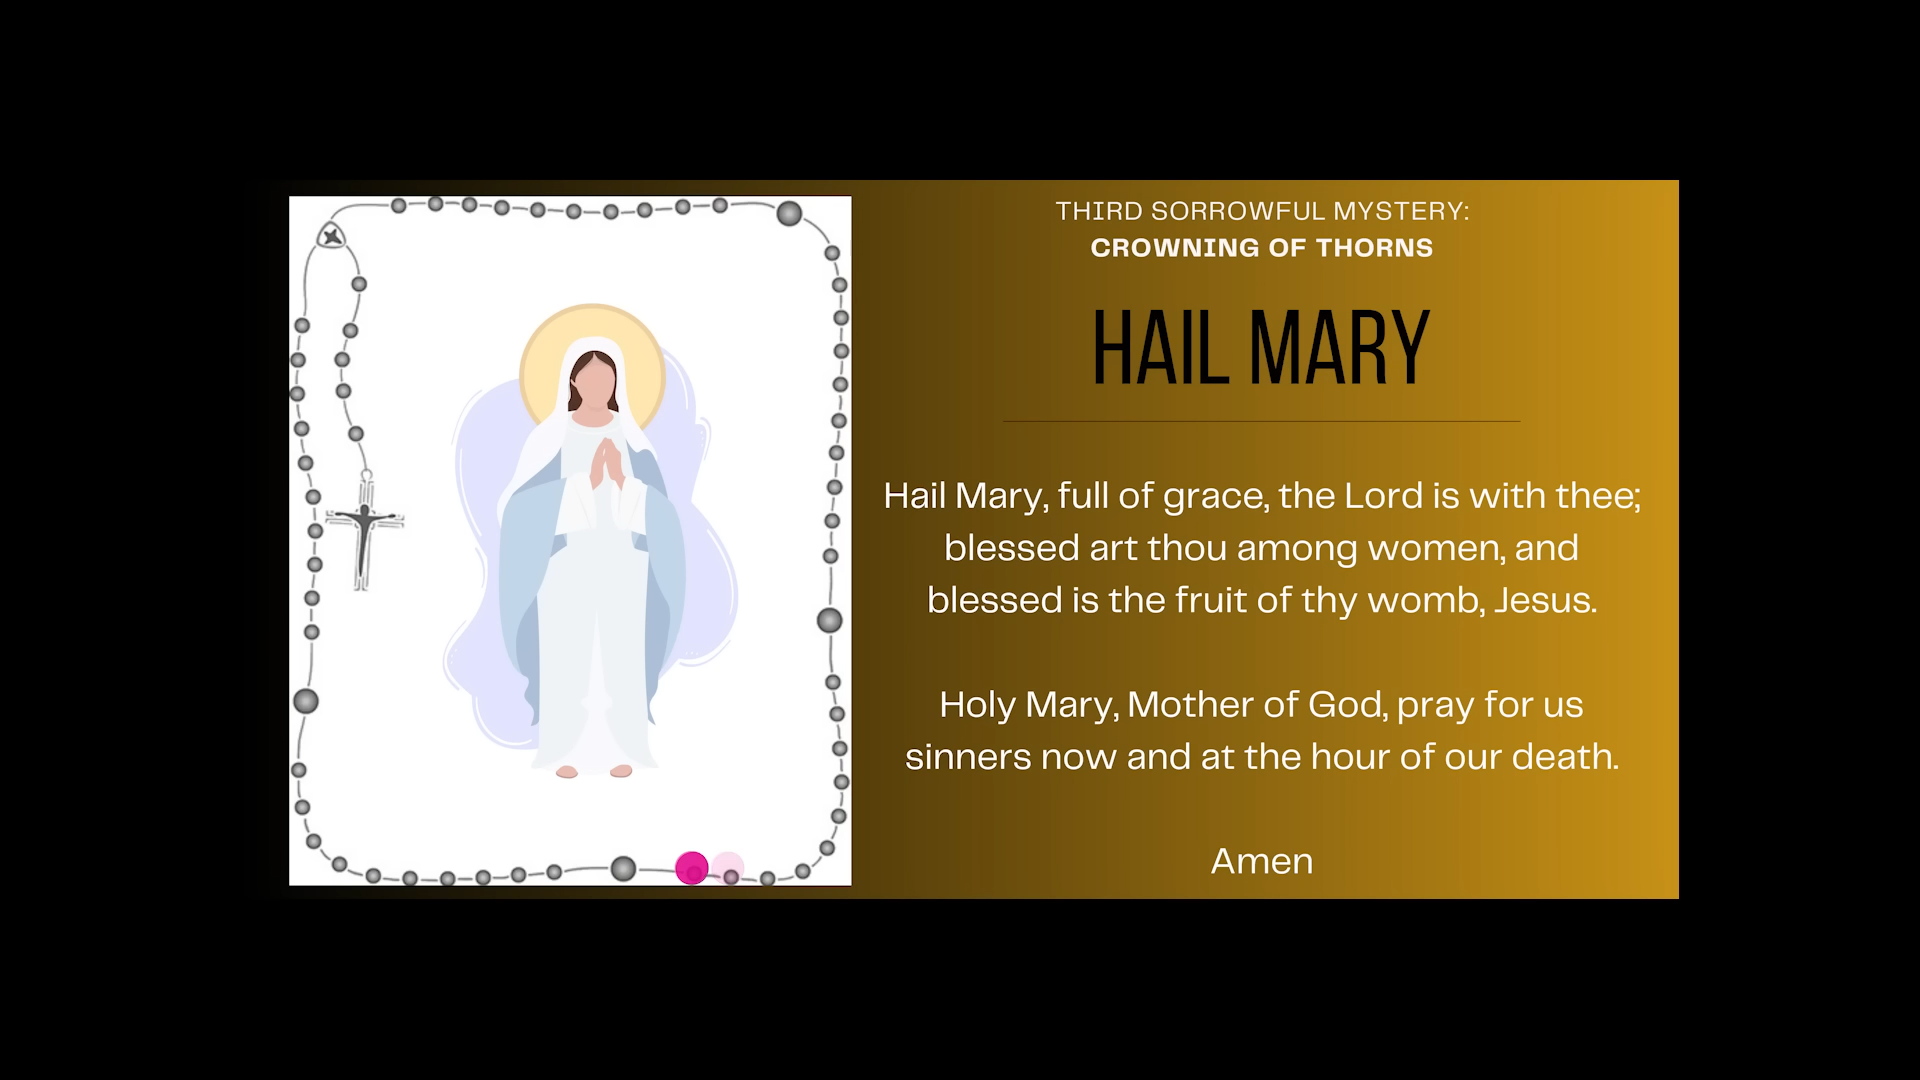 THIRD SORROWFUL MYSTERY:
CROWNING OF THORNS
HAIL MARY
Hail Mary, full of grace, the Lord is with thee;
blessed art thou among women, and
blessed is the fruit of thy womb, Jesus.
Holy Mary, Mother of God, pray for us
sinners now and at the hour of our death.
Amen